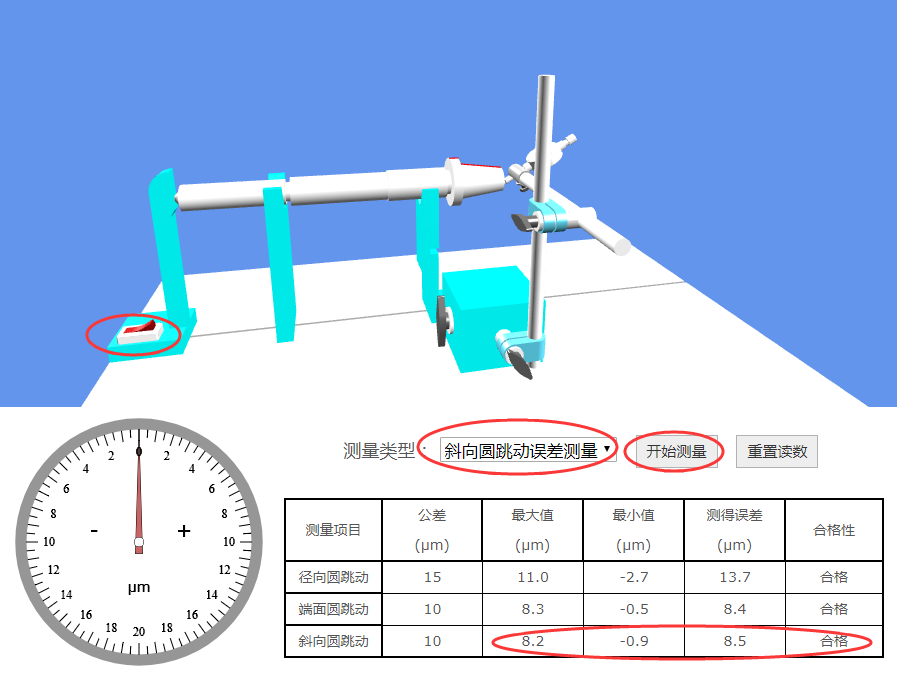 测量类型：
斜向圆跳动误差测量
开始测量
重置读数
2 2
4 4
6 6
8 8
- +
10 10
12 12
μm
14 14
16 16
18 18
20
测量项目 公差 (μm) 最大值 (μm) 最小值 (μm) 测得误差 (μm) 合格性
径向圆跳动 15 11.0 -2.7 13.7 合格
端面圆跳动 10 8.3 -0.5 8.4 合格
斜向圆跳动 10 8.2 -0.9 8.5 合格